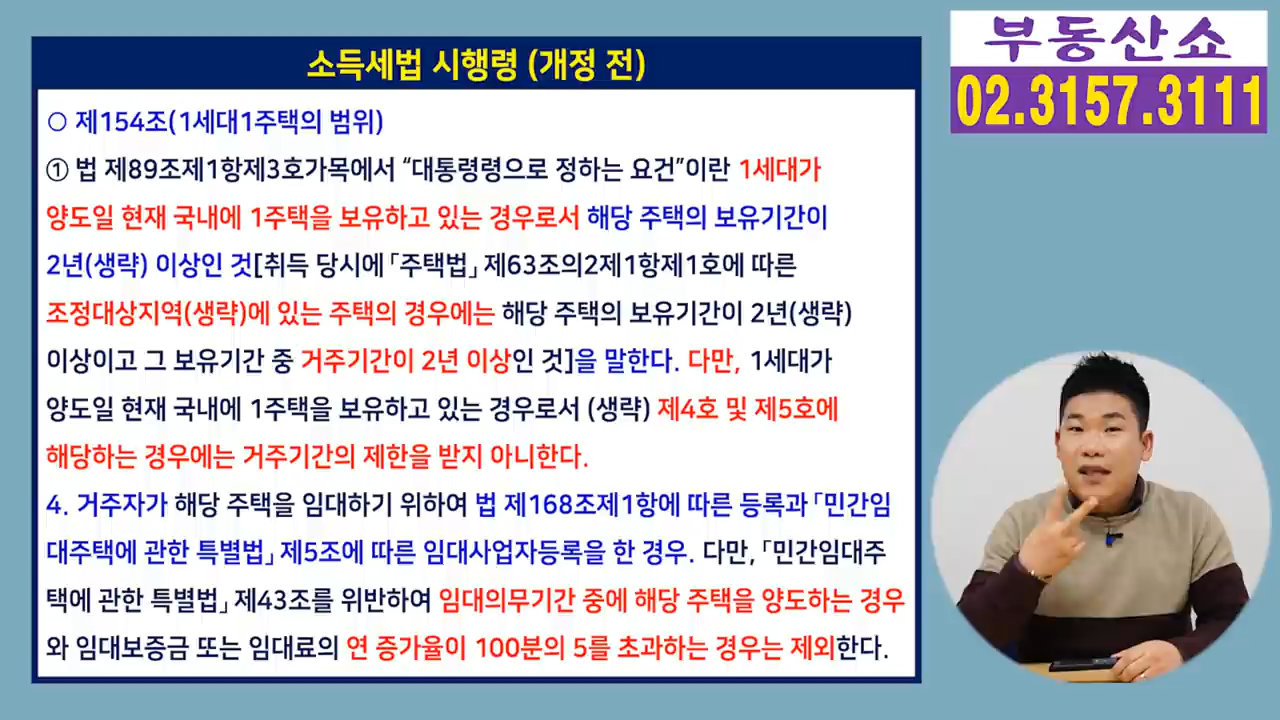 소득세법 시행령 (개정 전)
부동산쇼
02.3157.3111
○ 제154조(1세대1주택의 범위)
① 법 제89조제1항제3호가목에서 “대통령령으로 정하는 요건”이란 1세대가
양도일 현재 국내에 1주택을 보유하고 있는 경우로서 해당 주택의 보유기간이
2년(생략) 이상인 것[취득 당시에 「주택법」 제63조의2제1항제1호에 따른
조정대상지역(생략)에 있는 주택의 경우에는 해당 주택의 보유기간이 2년(생략)
이상이고 그 보유기간 중 거주기간이 2년 이상인 것]을 말한다. 다만, 1세대가
양도일 현재 국내에 1주택을 보유하고 있는 경우로서 (생략) 제4호 및 제5호에
해당하는 경우에는 거주기간의 제한을 받지 아니한다.
4. 거주자가 해당 주택을 임대하기 위하여 법 제168조제1항에 따른 등록과 「민간임
대주택에 관한 특별법」 제5조에 따른 임대사업자등록을 한 경우. 다만, 「민간임대주
택에 관한 특별법」 제43조를 위반하여 임대의무기간 중에 해당 주택을 양도하는 경우
와 임대보증금 또는 임대료의 연 증가율이 100분의 5를 초과하는 경우는 제외한다.